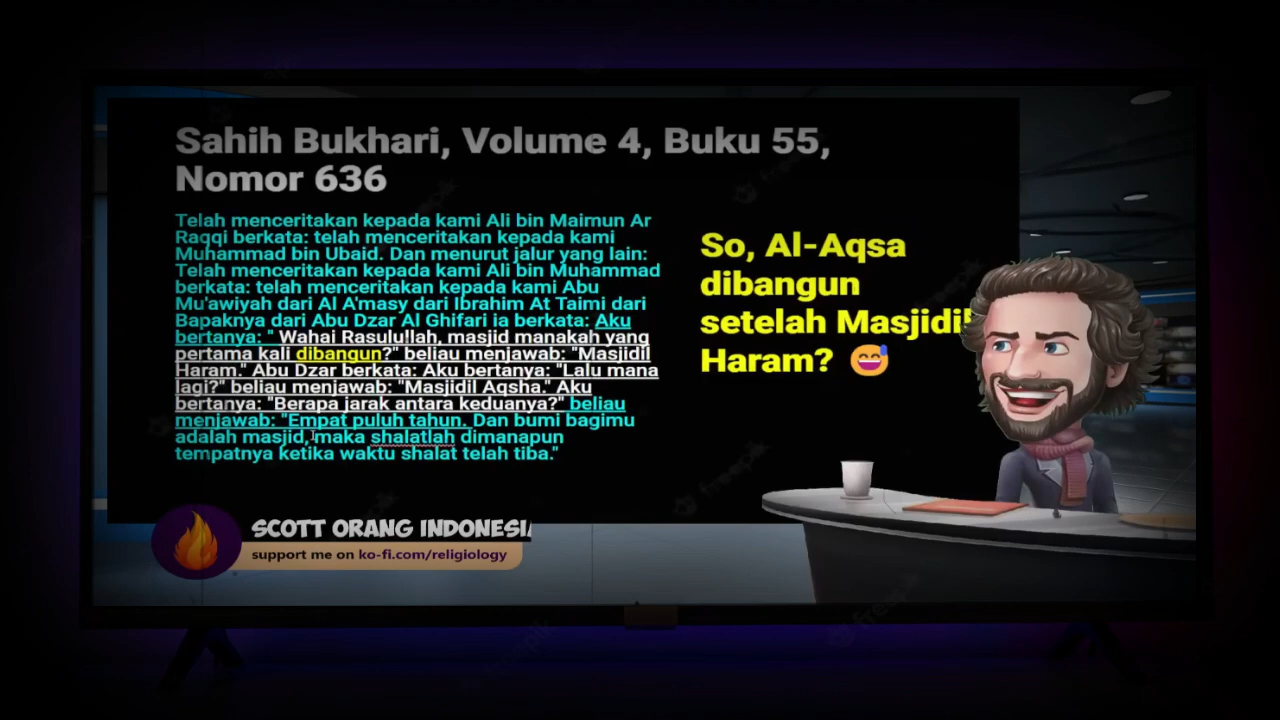 Sahih Bukhari, Volume 4, Buku 55,
Nomor 636
Telah menceritakan kepada kami Ali bin Maimun Ar
Raqqi berkata: telah menceritakan kepada kami
Muhammad bin Ubaid. Dan menurut jalur yang lain:
Telah menceritakan kepada kami Ali bin Muhammad
berkata: telah menceritakan kepada kami Abu
Mu'awiyah dari Al A'masy dari Ibrahim At Taimi dari
Bapaknya dari Abu Dzar Al Ghifari ia berkata: Aku
bertanya: " Wahai Rasulullah, masjid manakah yang
pertama kali dibangun?" beliau menjawab: "Masjidil
Haram." Abu Dzar berkata: Aku bertanya: "Lalu mana
lagi?" beliau menjawab: "Masjidil Aqsha." Aku
bertanya: "Berapa jarak antara keduanya?" beliau
menjawab: "Empat puluh tahun. Dan bumi bagimu
adalah masjid, maka shalatlah dimanapun
tempatnya ketika waktu shalat telah tiba."
So, Al-Aqsa
dibangun
setelah Masjidil
Haram? 😅
SCOTT ORANG INDONESIA
support me on ko-fi.com/religiology